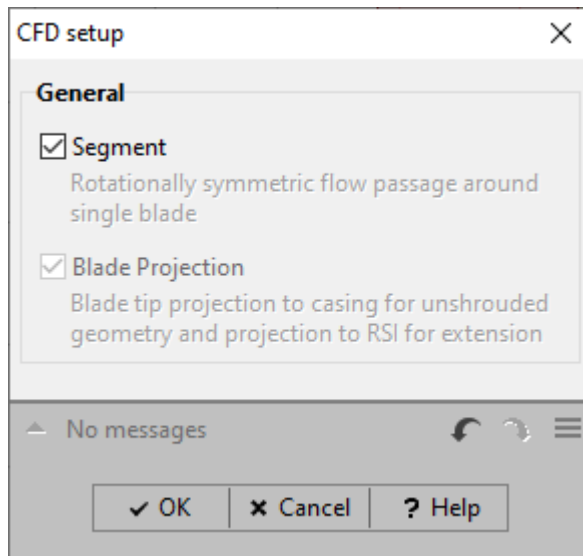 CFD setup
General
Segment
Rotationally symmetric flow passage around
single blade
Blade Projection
Blade tip projection to casing for unshrouded
geometry and projection to RSI for extension
No messages
OK Cancel ? Help